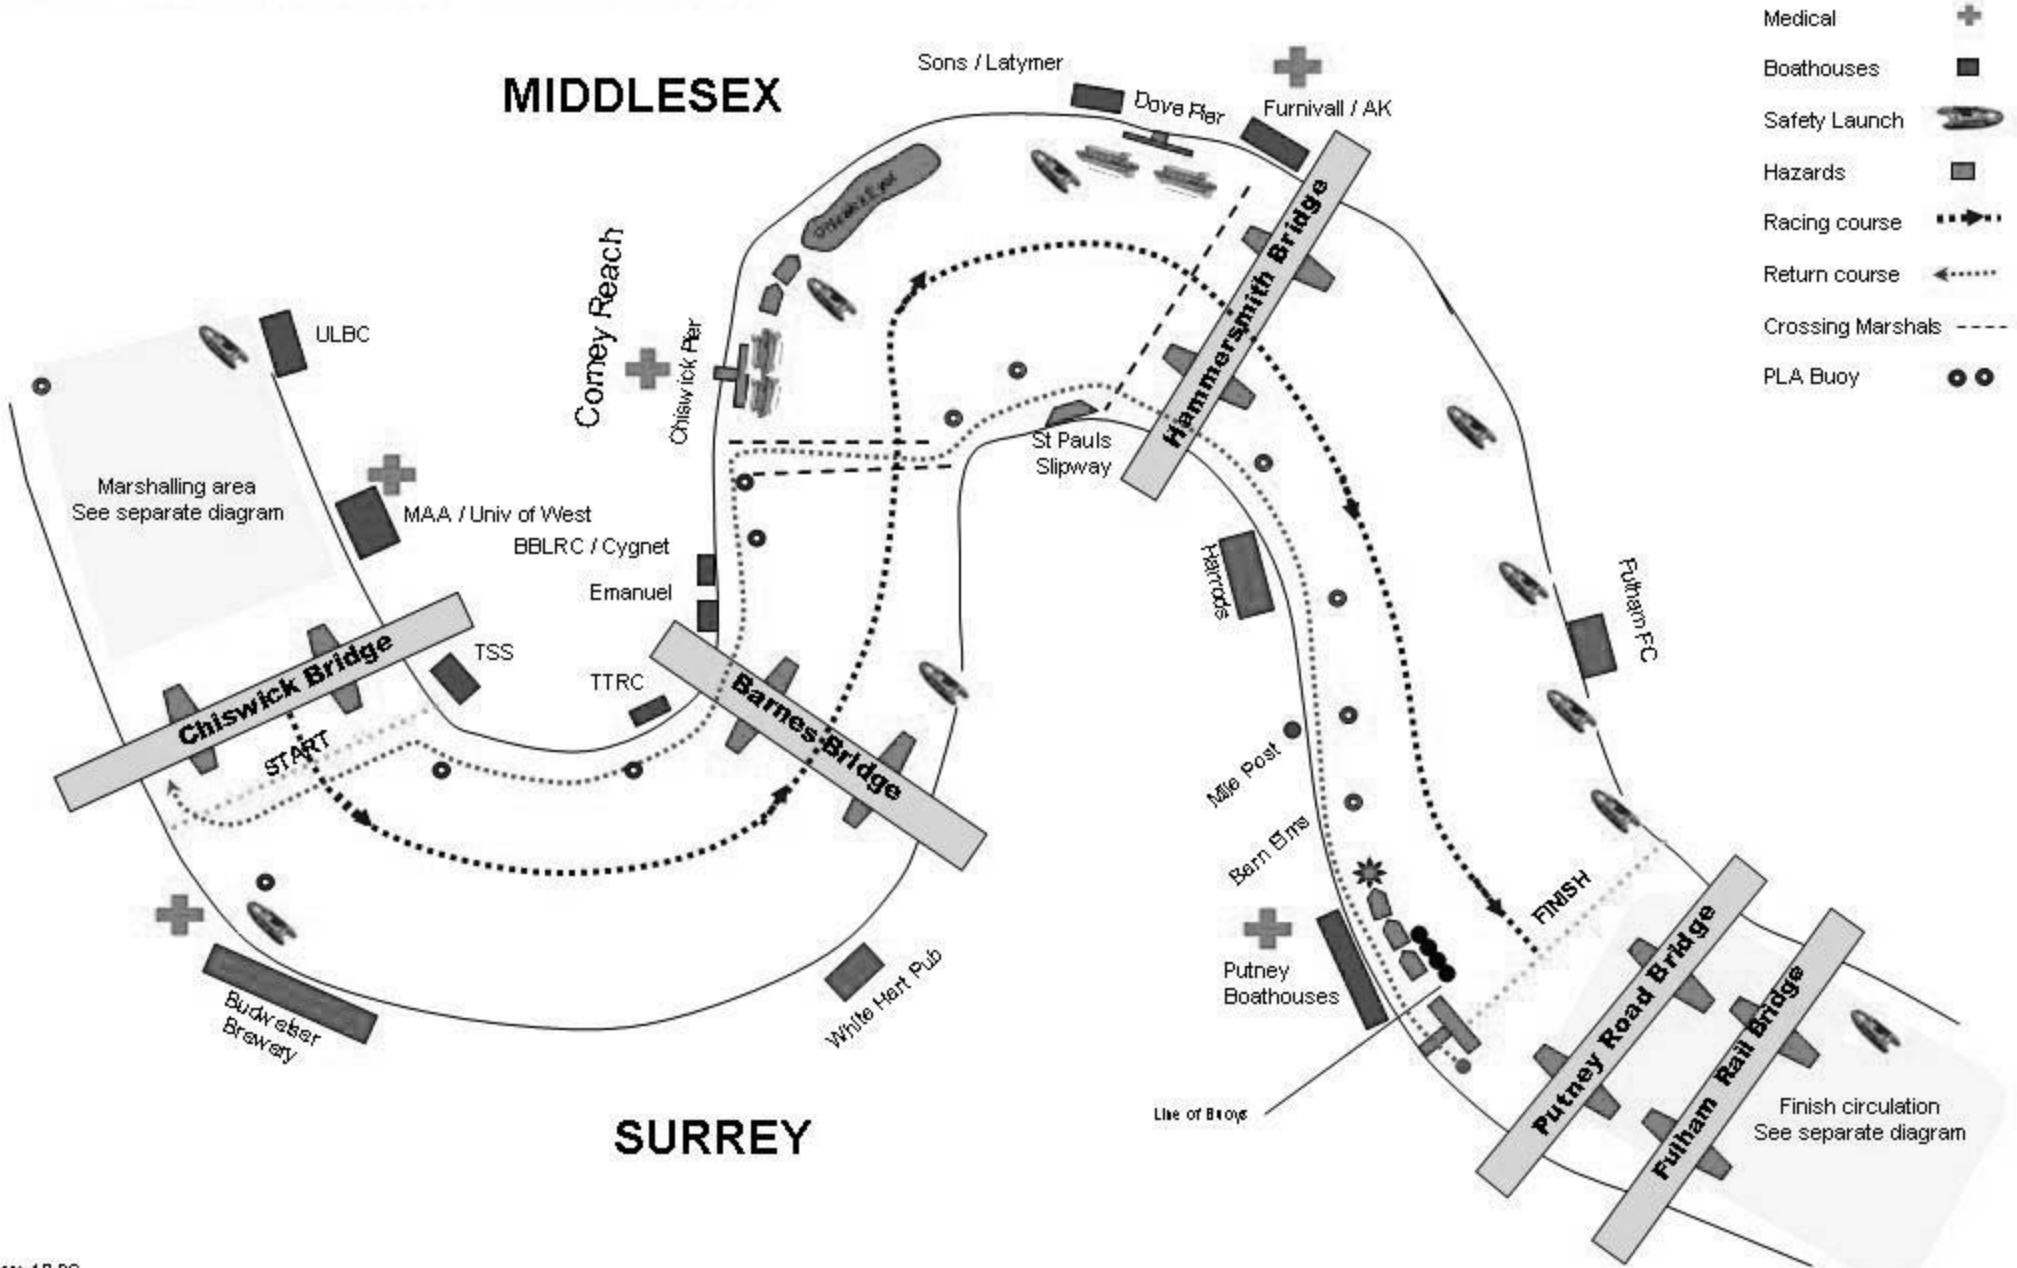 MIDDLESEX
Sons / Latymer
Dove Pier
Furnivall / AK
Medical
Boathouses
Safety Launch
Hazards
Racing course
Return course
Crossing Marshals
PLA Buoy
Corney Reach
Chiswick Pier
Hammersmith Bridge
ULBC
Marshalling area
See separate diagram
MAA / Univ of West
BBLRC / Cygnet
Emanuel
St Pauls
Slipway
Harrods
Fulham FC
Chiswick Bridge
TSS
TTRC
Barnes Bridge
START
Mile Post
Barn Elms
FINISH
Putney
Boathouses
Budweiser
Brewery
White Hart Pub
Line of Buoys
Putney Road Bridge
Fulham Rail Bridge
Finish circulation
See separate diagram
SURREY